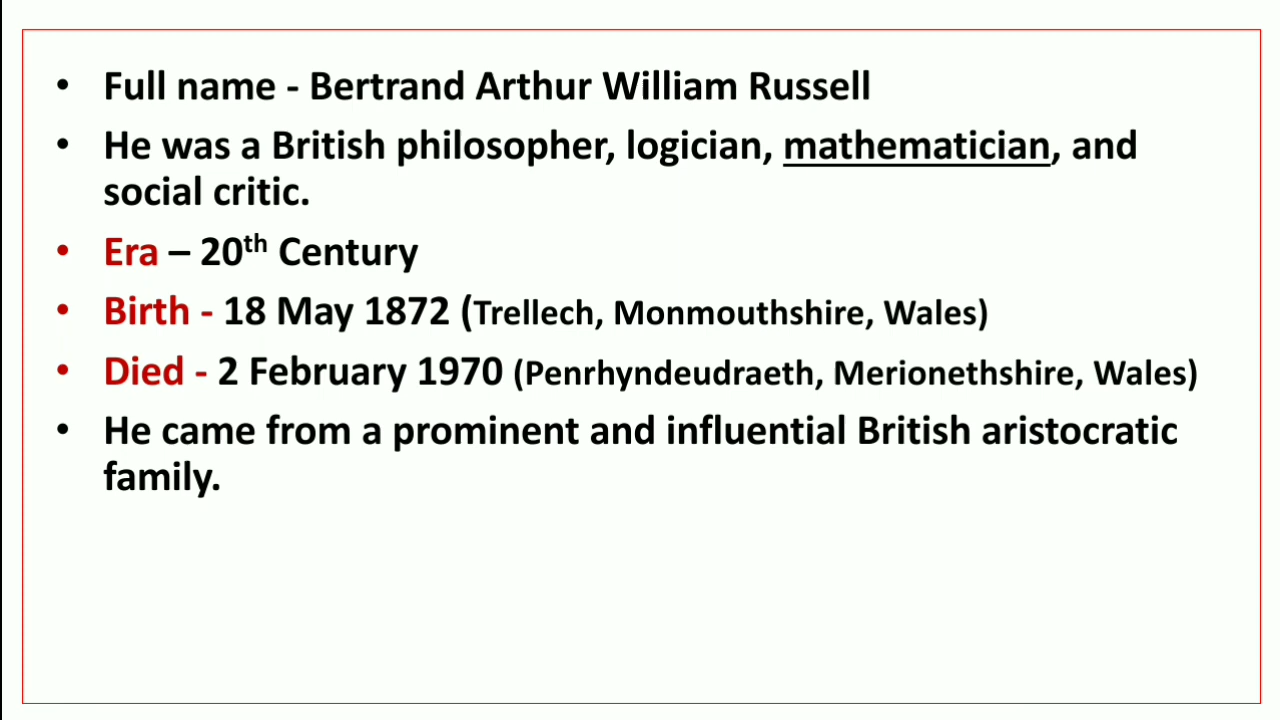 • Full name - Bertrand Arthur William Russell
• He was a British philosopher, logician, mathematician, and
social critic.
• Era – 20th Century
• Birth - 18 May 1872 (Trellech, Monmouthshire, Wales)
• Died - 2 February 1970 (Penrhyndeudraeth, Merionethshire, Wales)
• He came from a prominent and influential British aristocratic
family.